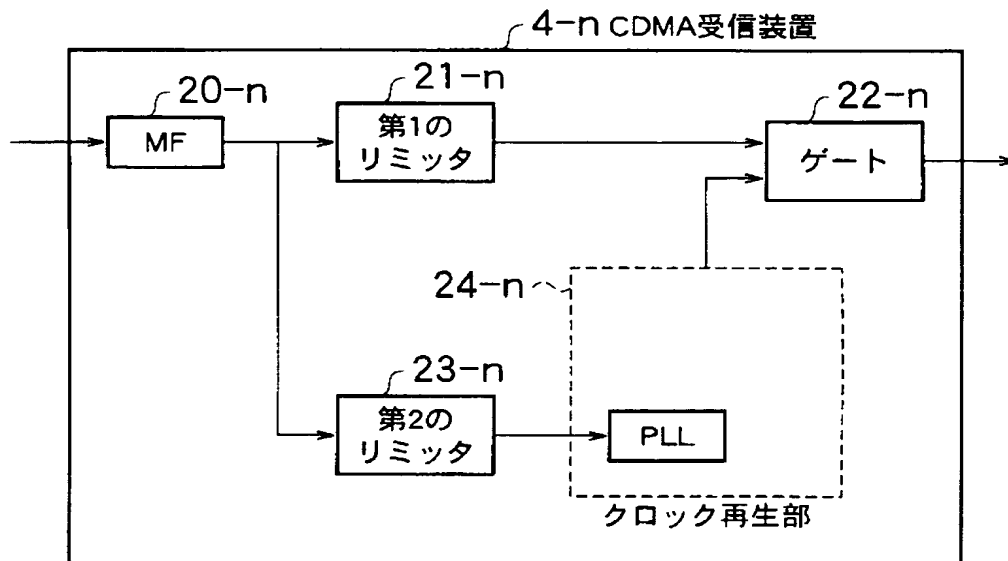 4-n CDMA受信装置
20-n
MF
21-n
第1の
リミッタ
22-n
ゲート
24-n
23-n
第2の
リミッタ
PLL
クロック再生部